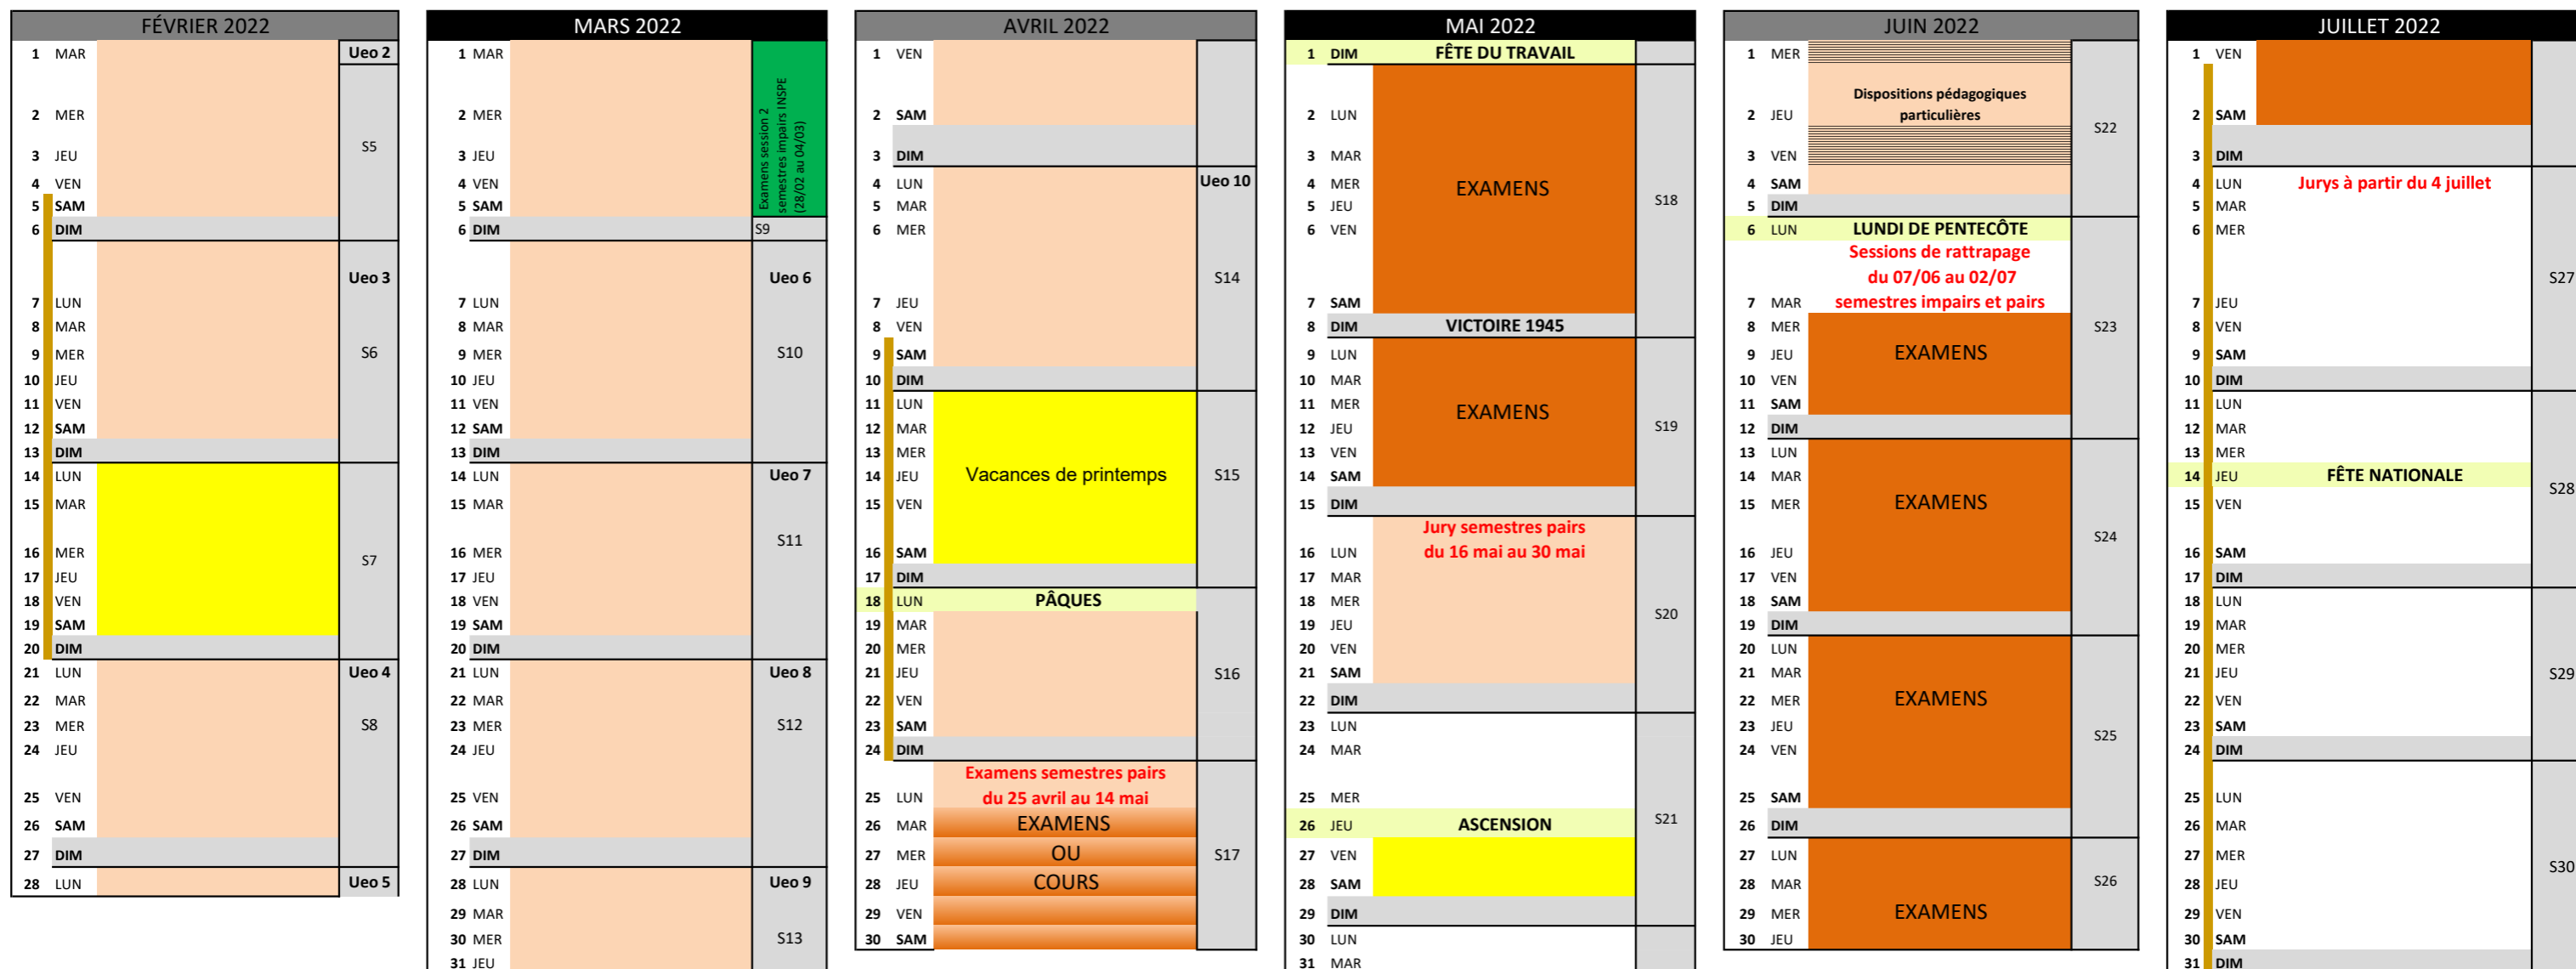 FÉVRIER 2022
1 MAR Ueo 2
2 MER
S5
3 JEU
4 VEN
5 SAM
6 DIM
Ueo 3
7 LUN
8 MAR
9 MER S6
10 JEU
11 VEN
12 SAM
13 DIM
14 LUN
15 MAR
16 MER
S7
17 JEU
18 VEN
19 SAM
20 DIM
21 LUN Ueo 4
22 MAR
23 MER S8
24 JEU
25 VEN
26 SAM
27 DIM
28 LUN Ueo 5
MARS 2022
1 MAR
2 MER
3 JEU
4 VEN
5 SAM
Examens session 2
semestres impairs INSPE
(28/02 au 04/03)
6 DIM S9
Ueo 6
7 LUN
8 MAR
9 MER S10
10 JEU
11 VEN
12 SAM
13 DIM
14 LUN Ueo 7
15 MAR
S11
16 MER
17 JEU
18 VEN
19 SAM
20 DIM
21 LUN Ueo 8
22 MAR
23 MER S12
24 JEU
25 VEN
26 SAM
27 DIM
28 LUN Ueo 9
29 MAR
30 MER S13
31 JEU
AVRIL 2022
1 VEN
2 SAM
3 DIM
4 LUN Ueo 10
5 MAR
6 MER
S14
7 JEU
8 VEN
9 SAM
10 DIM
11 LUN
12 MAR
13 MER
14 JEU Vacances de printemps S15
15 VEN
16 SAM
17 DIM
18 LUN PÂQUES
19 MAR
20 MER
21 JEU S16
22 VEN
23 SAM
24 DIM
Examens semestres pairs
25 LUN du 25 avril au 14 mai
26 MAR EXAMENS
27 MER OU S17
28 JEU COURS
29 VEN
30 SAM
MAI 2022
1 DIM FÊTE DU TRAVAIL
2 LUN
3 MAR
4 MER EXAMENS
5 JEU S18
6 VEN
7 SAM
8 DIM VICTOIRE 1945
9 LUN
10 MAR
11 MER EXAMENS
12 JEU S19
13 VEN
14 SAM
15 DIM
Jury semestres pairs
16 LUN du 16 mai au 30 mai
17 MAR
18 MER
19 JEU S20
20 VEN
21 SAM
22 DIM
23 LUN
24 MAR
25 MER
26 JEU ASCENSION S21
27 VEN
28 SAM
29 DIM
30 LUN
31 MAR
JUIN 2022
1 MER
Dispositions pédagogiques
2 JEU particulières
S22
3 VEN
4 SAM
5 DIM
6 LUN LUNDI DE PENTECÔTE
Sessions de rattrapage
du 07/06 au 02/07
7 MAR semestres impairs et pairs
8 MER S23
9 JEU EXAMENS
10 VEN
11 SAM
12 DIM
13 LUN
14 MAR
15 MER EXAMENS
S24
16 JEU
17 VEN
18 SAM
19 DIM
20 LUN
21 MAR
22 MER EXAMENS
23 JEU S25
24 VEN
25 SAM
26 DIM
27 LUN
28 MAR S26
29 MER EXAMENS
30 JEU
JUILLET 2022
1 VEN
2 SAM
3 DIM
4 LUN Jurys à partir du 4 juillet
5 MAR
6 MER
S27
7 JEU
8 VEN
9 SAM
10 DIM
11 LUN
12 MAR
13 MER
14 JEU FÊTE NATIONALE S28
15 VEN
16 SAM
17 DIM
18 LUN
19 MAR
20 MER
21 JEU S29
22 VEN
23 SAM
24 DIM
25 LUN
26 MAR
27 MER S30
28 JEU
29 VEN
30 SAM
31 DIM